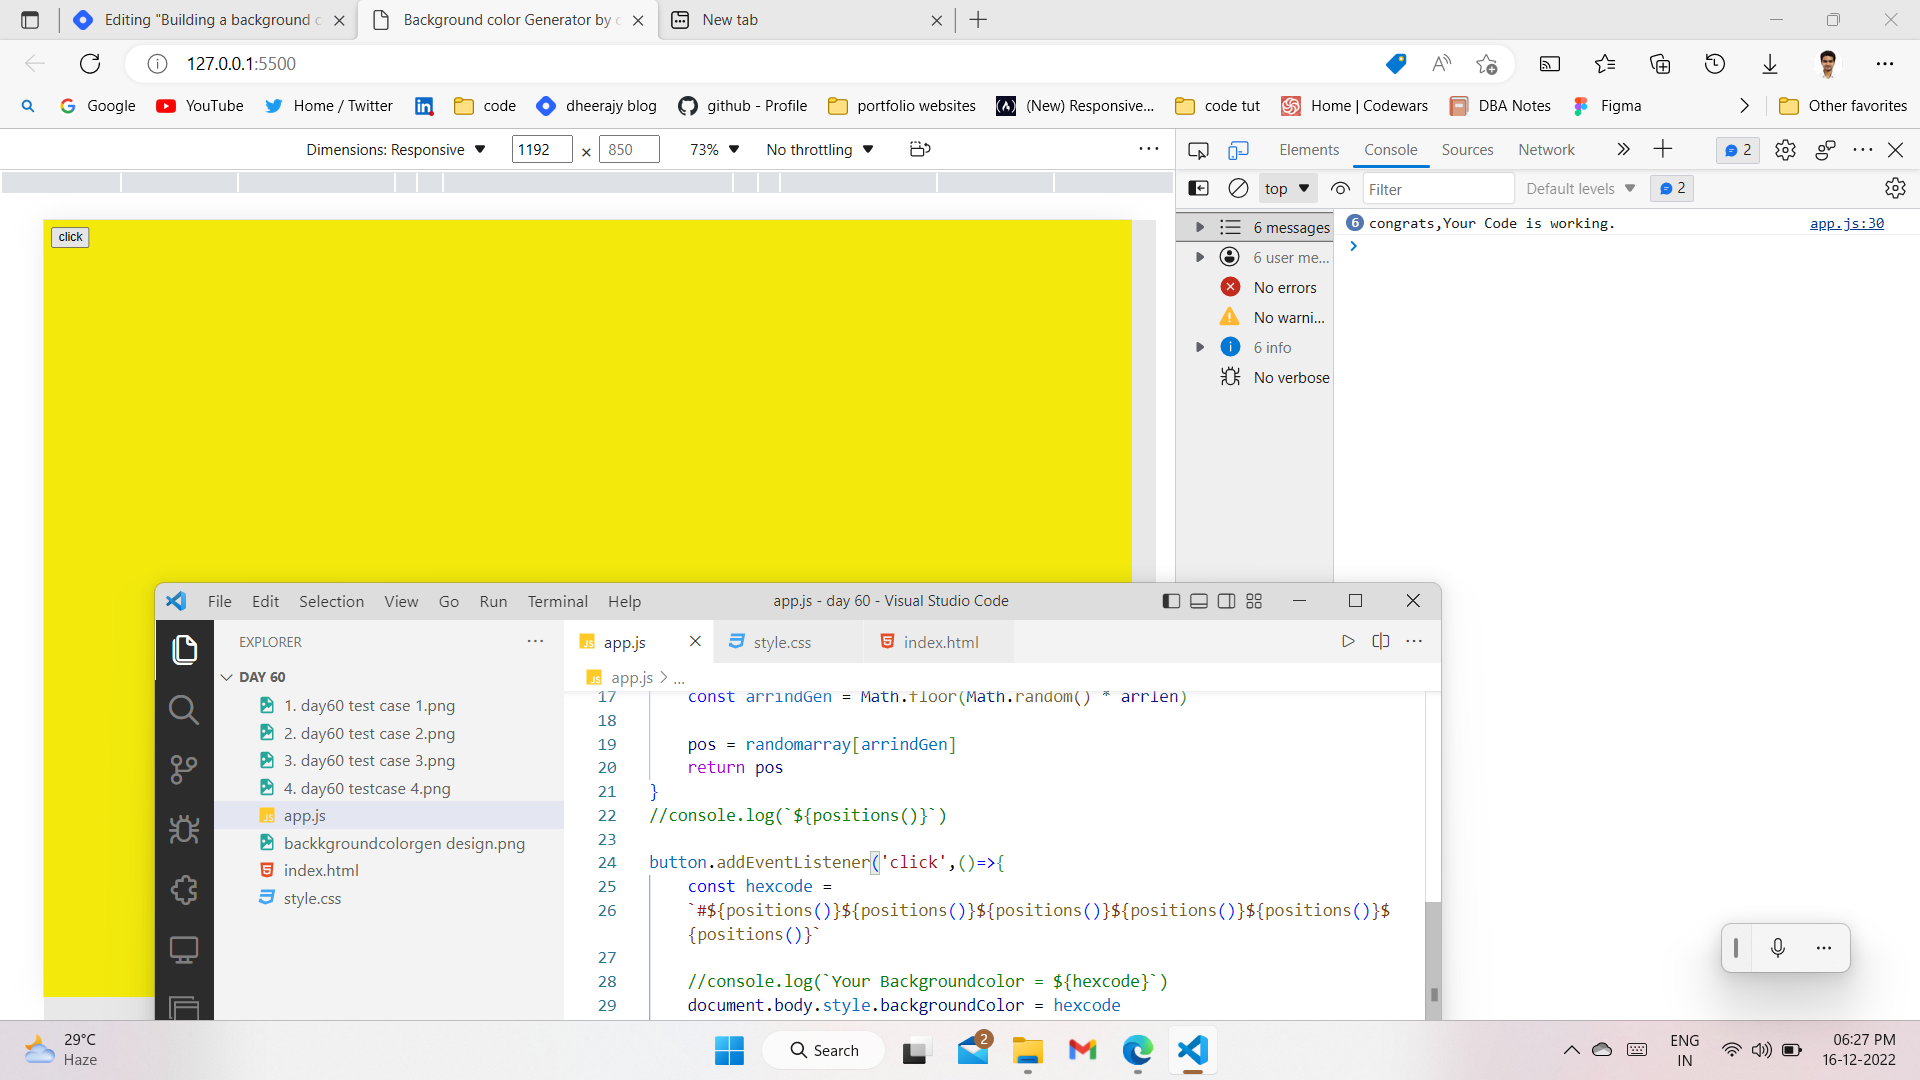 Editing "Building a background c
Background color Generator by c
New tab
127.0.0.1:5500
Google
YouTube
Home / Twitter
code
dheerajy blog
github - Profile
portfolio websites
(New) Responsive...
code tut
Home | Codewars
DBA Notes
Figma
Other favorites
Dimensions: Responsive
1192 × 850
73%
No throttling
Elements
Console
Sources
Network
2
top
Filter
Default levels
2
click
6 messages
6 user me...
No errors
No warni...
6 info
No verbose
6 congrats,Your Code is working.
app.js:30
File Edit Selection View Go Run Terminal Help
app.js - day 60 - Visual Studio Code
EXPLORER
DAY 60
1. day60 test case 1.png
2. day60 test case 2.png
3. day60 test case 3.png
4. day60 testcase 4.png
app.js
backkgroundcolorgen design.png
index.html
style.css
app.js
style.css
index.html
app.js > ...
17 const arrindGen = Math.floor(Math.random() * arrlen)
18
19 pos = randomarray[arrindGen]
20 return pos
21 }
22 //console.log(`${positions()}`)
23
24 button.addEventListener('click',()=>{
25 const hexcode =
26 `#${positions()}${positions()}${positions()}${positions()}${positions()}$
{positions()}`
27
28 //console.log(`Your Backgroundcolor = ${hexcode}`)
29 document.body.style.backgroundColor = hexcode
29°C
Haze
Search
2
ENG
IN
06:27 PM
16-12-2022